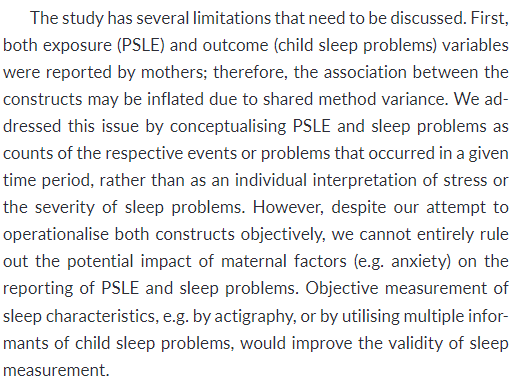 The study has several limitations that need to be discussed. First,
both exposure (PSLE) and outcome (child sleep problems) variables
were reported by mothers; therefore, the association between the
constructs may be inflated due to shared method variance. We ad-
dressed this issue by conceptualising PSLE and sleep problems as
counts of the respective events or problems that occurred in a given
time period, rather than as an individual interpretation of stress or
the severity of sleep problems. However, despite our attempt to
operationalise both constructs objectively, we cannot entirely rule
out the potential impact of maternal factors (e.g. anxiety) on the
reporting of PSLE and sleep problems. Objective measurement of
sleep characteristics, e.g. by actigraphy, or by utilising multiple infor-
mants of child sleep problems, would improve the validity of sleep
measurement.